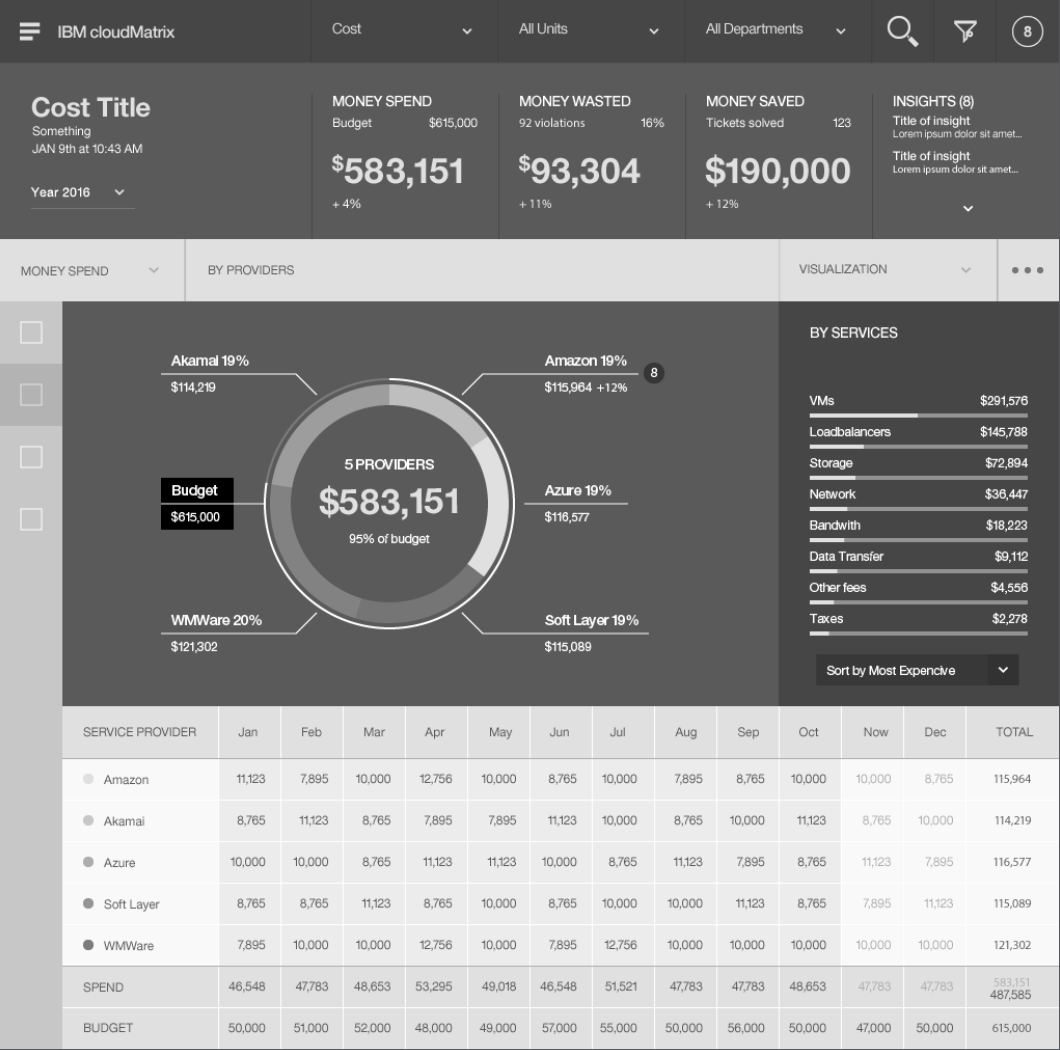 IBM cloudMatrix
Cost
All Units
All Departments
8
Cost Title
Something
JAN 9th at 10:43 AM
Year 2016
MONEY SPEND
Budget $615,000
$583,151
+ 4%
MONEY WASTED
92 violations 16%
$93,304
+ 11%
MONEY SAVED
Tickets solved 123
$190,000
+ 12%
INSIGHTS (8)
Title of insight
Lorem ipsum dolor sit amet...
Title of insight
Lorem ipsum dolor sit amet...
MONEY SPEND
BY PROVIDERS
VISUALIZATION
Akamal 19%
$114,219
Amazon 19%
$115,964 +12%
8
5 PROVIDERS
$583,151
95% of budget
Budget
$615,000
Azure 19%
$116,577
WMWare 20%
$121,302
Soft Layer 19%
$115,089
BY SERVICES
VMs $291,576
Loadbalancers $145,788
Storage $72,894
Network $36,447
Bandwith $18,223
Data Transfer $9,112
Other fees $4,556
Taxes $2,278
Sort by Most Expencive
SERVICE PROVIDER Jan Feb Mar Apr May Jun Jul Aug Sep Oct Now Dec TOTAL
Amazon 11,123 7,895 10,000 12,756 10,000 8,765 10,000 7,895 8,765 10,000 10,000 8,765 115,964
Akamai 8,765 11,123 8,765 7,895 7,895 11,123 10,000 8,765 10,000 11,123 8,765 10,000 114,219
Azure 10,000 10,000 8,765 11,123 11,123 10,000 8,765 11,123 7,895 8,765 11,123 7,895 116,577
Soft Layer 8,765 8,765 11,123 8,765 10,000 8,765 10,000 10,000 11,123 8,765 7,895 11,123 115,089
WMWare 7,895 10,000 10,000 12,756 10,000 7,895 12,756 10,000 10,000 10,000 10,000 10,000 121,302
SPEND 46,548 47,783 48,653 53,295 49,018 46,548 51,521 47,783 47,783 48,653 47,783 47,783 583,151
487,585
BUDGET 50,000 51,000 52,000 48,000 49,000 57,000 55,000 50,000 56,000 50,000 47,000 50,000 615,000